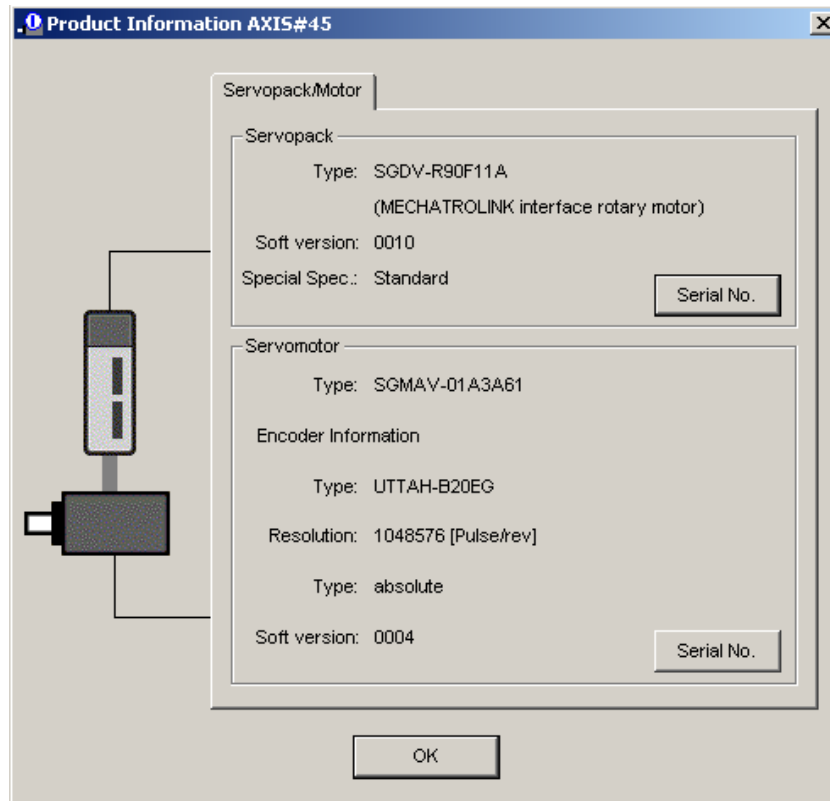 Product Information AXIS#45
Servopack/Motor
Servopack
Type: SGDV-R90F11A
(MECHATROLINK interface rotary motor)
Soft version: 0010
Special Spec.: Standard
Serial No.
Servomotor
Type: SGMAV-01A3A61
Encoder Information
Type: UTTAH-B20EG
Resolution: 1048576 [Pulse/rev]
Type: absolute
Soft version: 0004
Serial No.
OK